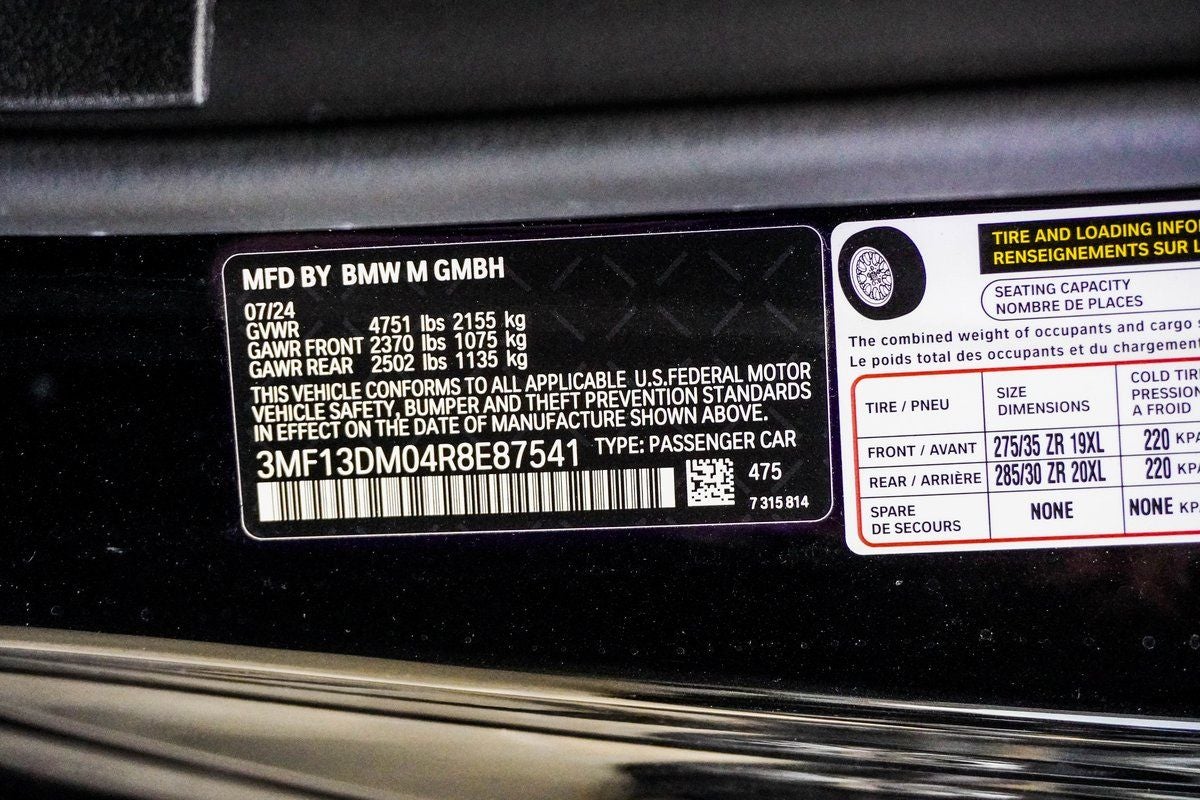 MFD BY BMW M GMBH
07/24
GVWR 4751 lbs 2155 kg
GAWR FRONT 2370 lbs 1075 kg
GAWR REAR 2502 lbs 1135 kg
THIS VEHICLE CONFORMS TO ALL APPLICABLE U.S.FEDERAL MOTOR
VEHICLE SAFETY, BUMPER AND THEFT PREVENTION STANDARDS
IN EFFECT ON THE DATE OF MANUFACTURE SHOWN ABOVE.
3MF13DM04R8E87541 TYPE: PASSENGER CAR
475
7 315 814
TIRE AND LOADING INFO
RENSEIGNEMENTS SUR L
SEATING CAPACITY
NOMBRE DE PLACES
The combined weight of occupants and cargo s
Le poids total des occupants et du chargement
TIRE / PNEU
SIZE
DIMENSIONS
COLD TIRE
PRESSION
A FROID
FRONT / AVANT 275/35 ZR 19XL 220 KPA
REAR / ARRIÈRE 285/30 ZR 20XL 220 KPA
SPARE
DE SECOURS
NONE
NONE KPA